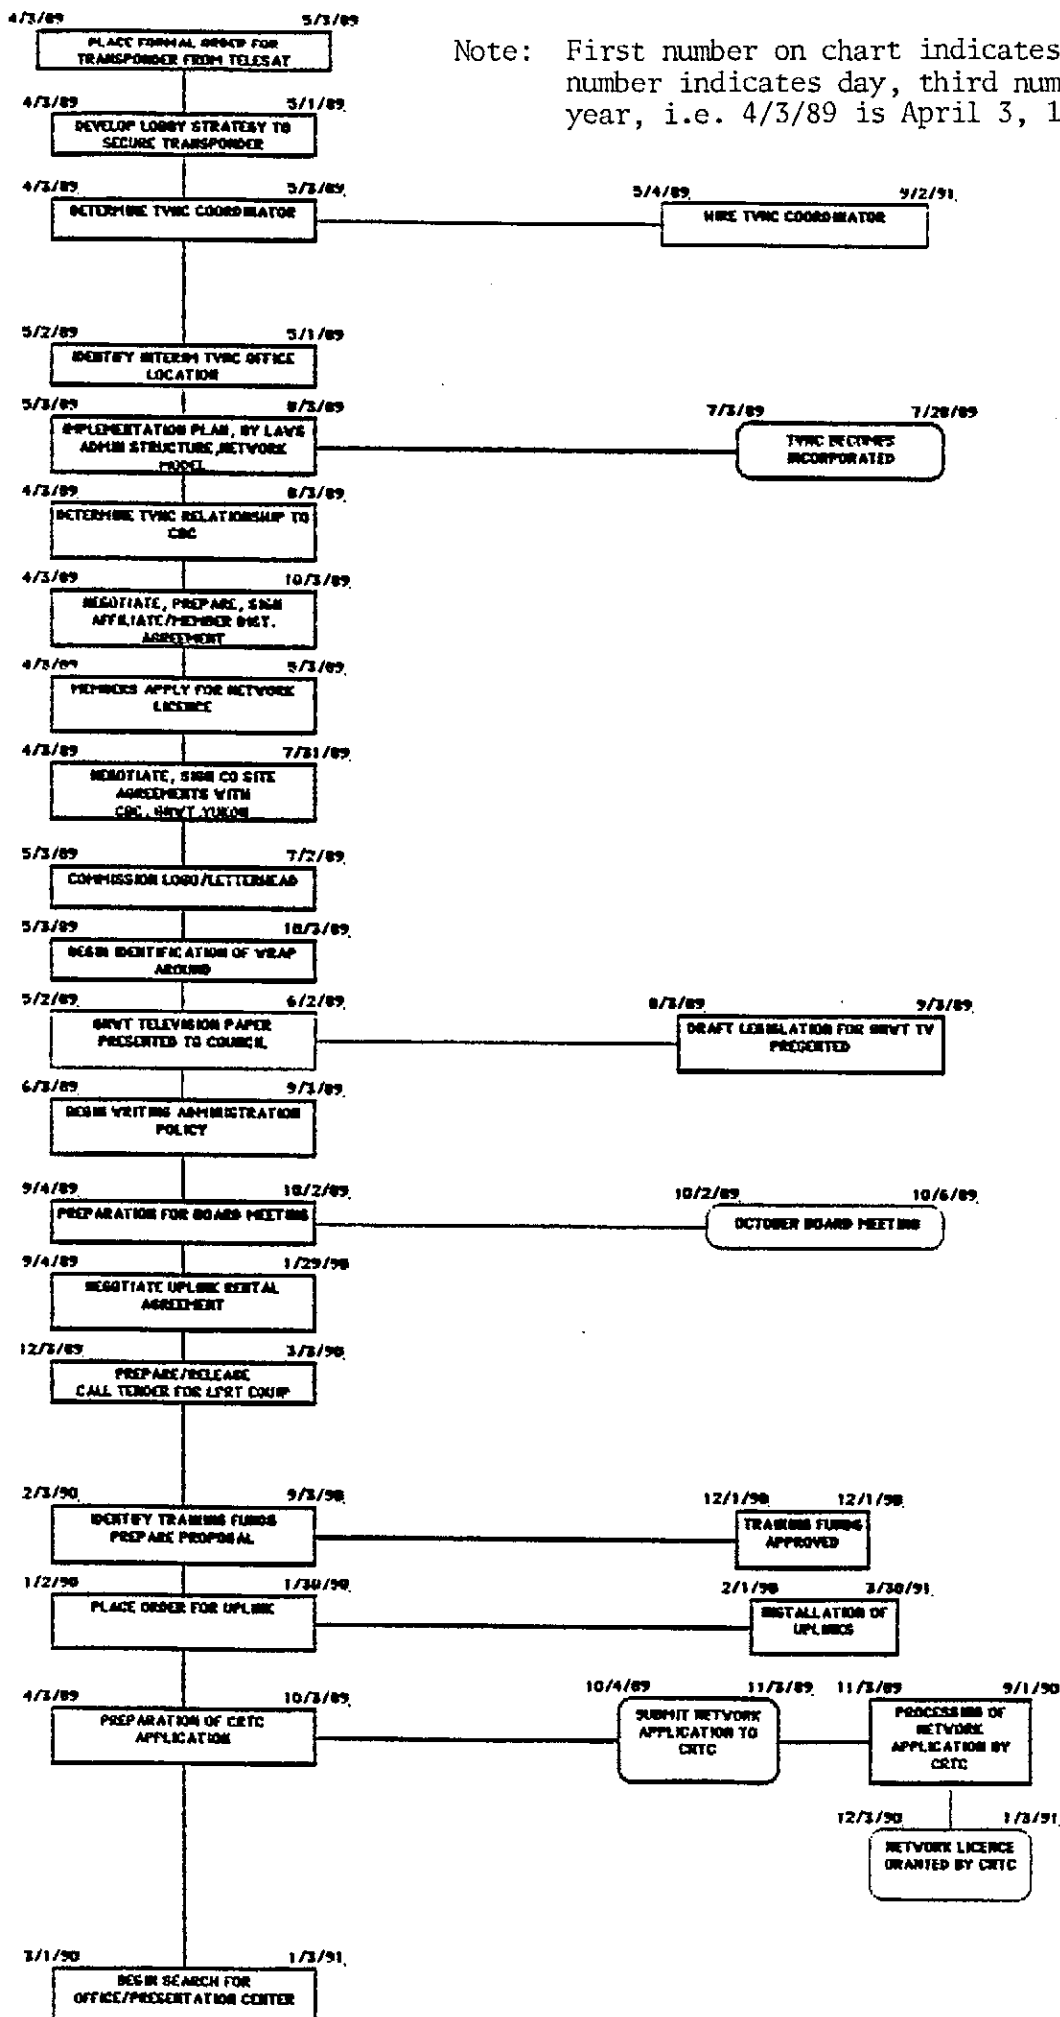 4/3/89 5/3/89
PLACE FORMAL ORDER FOR
TRANSPONDER FROM TELESAT
Note: First number on chart indicates
number indicates day, third num
year, i.e. 4/3/89 is April 3, 1
4/3/89 5/1/89
DEVELOP LOBBY STRATEGY TO
SECURE TRANSPONDER
4/3/89 5/3/89
DETERMINE TVNC COORDINATOR
5/4/89 9/2/91
HIRE TVNC COORDINATOR
5/2/89 5/1/89
IDENTIFY INTERIM TVNC OFFICE
LOCATION
5/3/89 8/3/89
IMPLEMENTATION PLAN, BY LAWS
ADMIN STRUCTURE, NETWORK
MODEL
7/3/89 7/28/89
TVNC BECOMES
INCORPORATED
4/3/89 8/3/89
DETERMINE TVNC RELATIONSHIP TO
CBC
4/3/89 10/3/89
NEGOTIATE, PREPARE, SIGN
AFFILIATE/MEMBER DIST.
AGREEMENT
4/3/89 5/3/89
MEMBERS APPLY FOR NETWORK
LICENCE
4/3/89 7/31/89
NEGOTIATE, SIGN CO SITE
AGREEMENTS WITH
CBC, GNWT, YUKON
5/3/89 7/2/89
COMMISSION LOGO/LETTERHEAD
5/3/89 10/3/89
BEGIN IDENTIFICATION OF WRAP
AROUND
5/2/89 6/2/89
GNWT TELEVISION PAPER
PRESENTED TO COUNCIL
8/3/89 9/3/89
DRAFT LEGISLATION FOR GNWT TV
PRESENTED
6/3/89 9/3/89
BEGIN WRITING ADMINISTRATION
POLICY
9/4/89 10/2/89
PREPARATION FOR BOARD MEETING
10/2/89 10/6/89
OCTOBER BOARD MEETING
9/4/89 1/29/90
NEGOTIATE UPLINK RENTAL
AGREEMENT
12/3/89 3/3/90
PREPARE/RELEASE
CALL TENDER FOR LPRT EQUIP
2/3/90 9/3/90
IDENTIFY TRAINING FUNDS
PREPARE PROPOSAL
12/1/90 12/1/90
TRAINING FUNDS
APPROVED
1/2/90 1/30/90
PLACE ORDER FOR UPLINK
2/1/90 3/30/91
INSTALLATION OF
UPLINKS
4/3/89 10/3/89
PREPARATION OF CRTC
APPLICATION
10/4/89 11/3/89
SUBMIT NETWORK
APPLICATION TO
CRTC
11/3/89 9/1/90
PROCESSING OF
NETWORK
APPLICATION BY
CRTC
12/3/90 1/3/91
NETWORK LICENCE
GRANTED BY CRTC
3/1/90 1/3/91
BEGIN SEARCH FOR
OFFICE/PRESENTATION CENTER